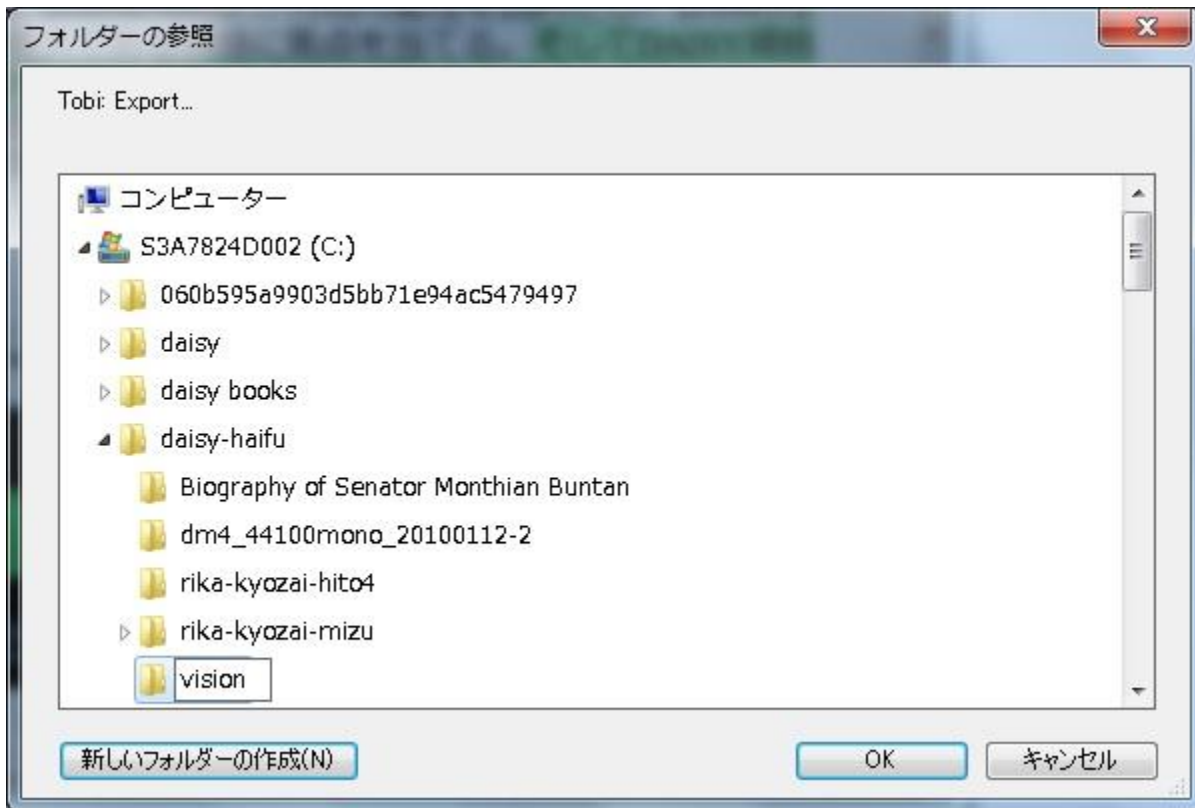 フォルダーの参照
Tobi: Export...
コンピューター
S3A7824D002 (C:)
060b595a9903d5bb71e94ac5479497
daisy
daisy books
daisy-haifu
Biography of Senator Monthian Buntan
dm4_44100mono_20100112-2
rika-kyozai-hito4
rika-kyozai-mizu
vision
新しいフォルダーの作成(N) OK キャンセル